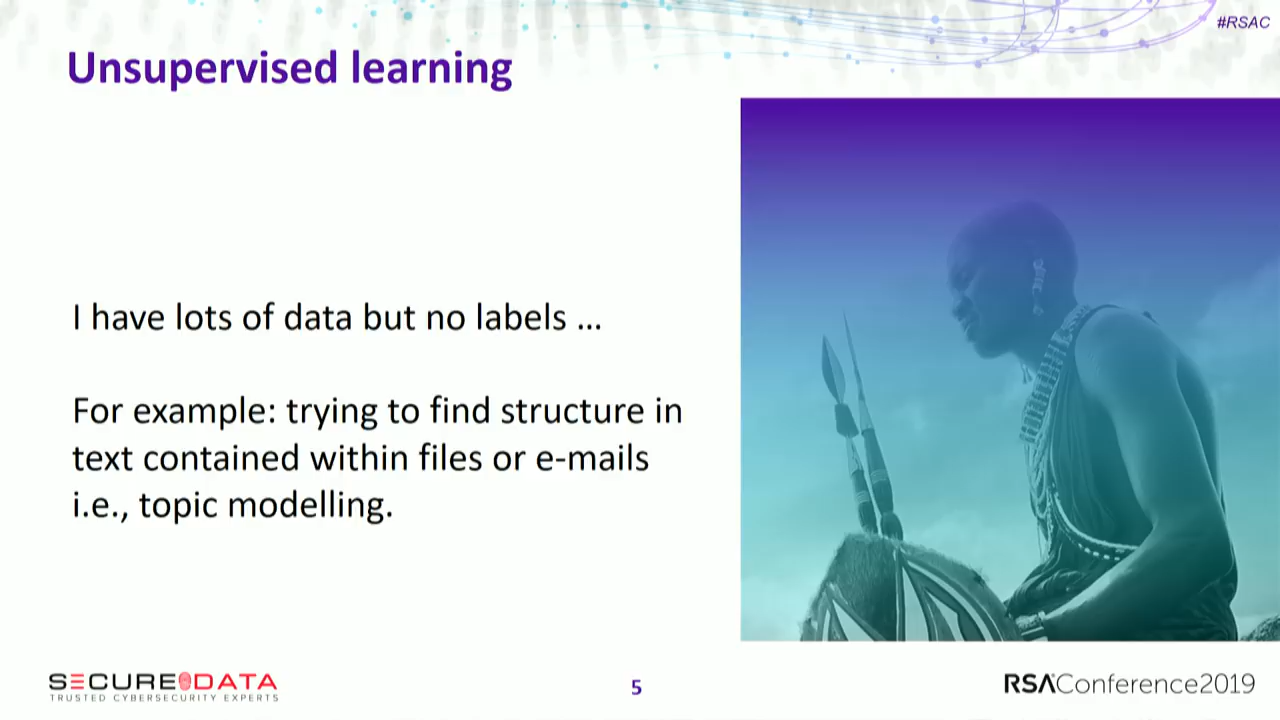 #RSAC
Unsupervised learning
I have lots of data but no labels ...
For example: trying to find structure in
text contained within files or e-mails
i.e., topic modelling.
SECUREDATA
TRUSTED CYBERSECURITY EXPERTS
5
RSAConference2019